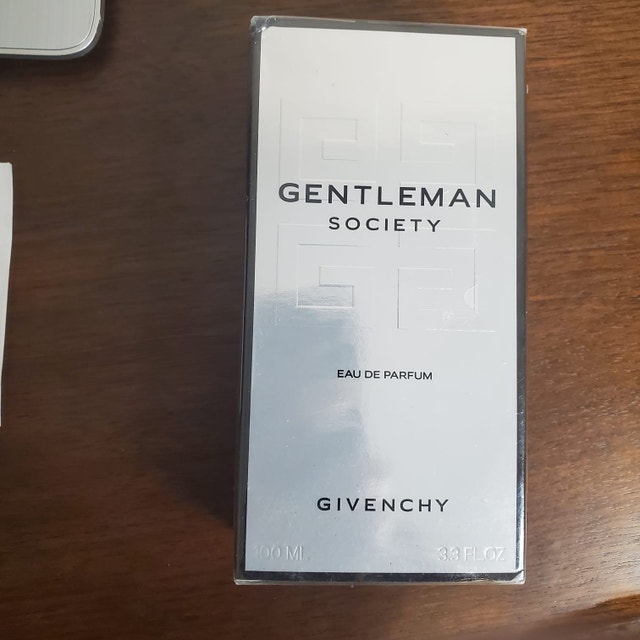 GENTLEMAN
SOCIETY
EAU DE PARFUM
GIVENCHY
100 ML 3.3 FL.OZ